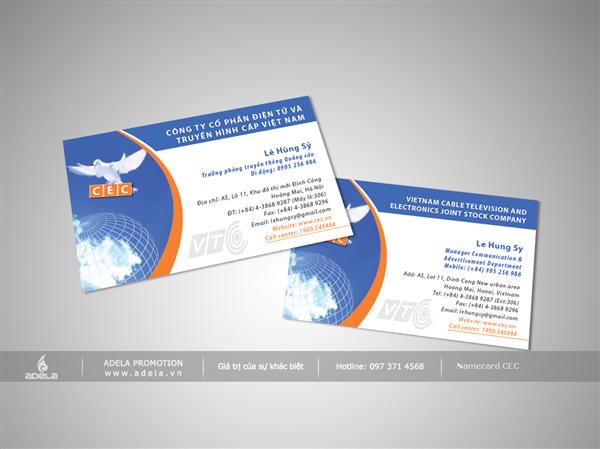 CÔNG TY CỔ PHẦN ĐIỆN TỬ VÀ
TRUYỀN HÌNH CÁP VIỆT NAM
CEC
Lê Hùng Sỹ
Trưởng phòng truyền thông Quảng cáo
Di động: 0905 256 986
Địa chỉ: A5, Lô 11, Khu đô thị mới Định Công
Hoàng Mai, Hà Nội
ĐT: (84) 4-3868 9287 (Máy lẻ: 306)
Fax: (84) 4-3868 9296
Email: lehungsy@gmail.com
Website: www.cec.vn
Call center: 1900.545484
VTC
VIETNAM CABLE TELEVISION AND
ELECTRONICS JOINT STOCK COMPANY
CEC
Le Hung Sy
Manager Communication &
Advertisement Department
Mobile: (+84) 905 256 986
Add: A5, Lot 11, Dinh Cong New urban area
Hoang Mai, Hanoi, Vietnam
Tel: (+84) 4-3868 9287 (Ext:306)
Fax: (+84) 4-3868 9296
Email: lehungsy@gmail.com
Website: www.cec.vn
Call center: 1900.545484
VTC
ADELA
ADELA PROMOTION
www.adela.vn
Giá trị của sự khác biệt
Hotline: 097 371 4568
Namecard CEC